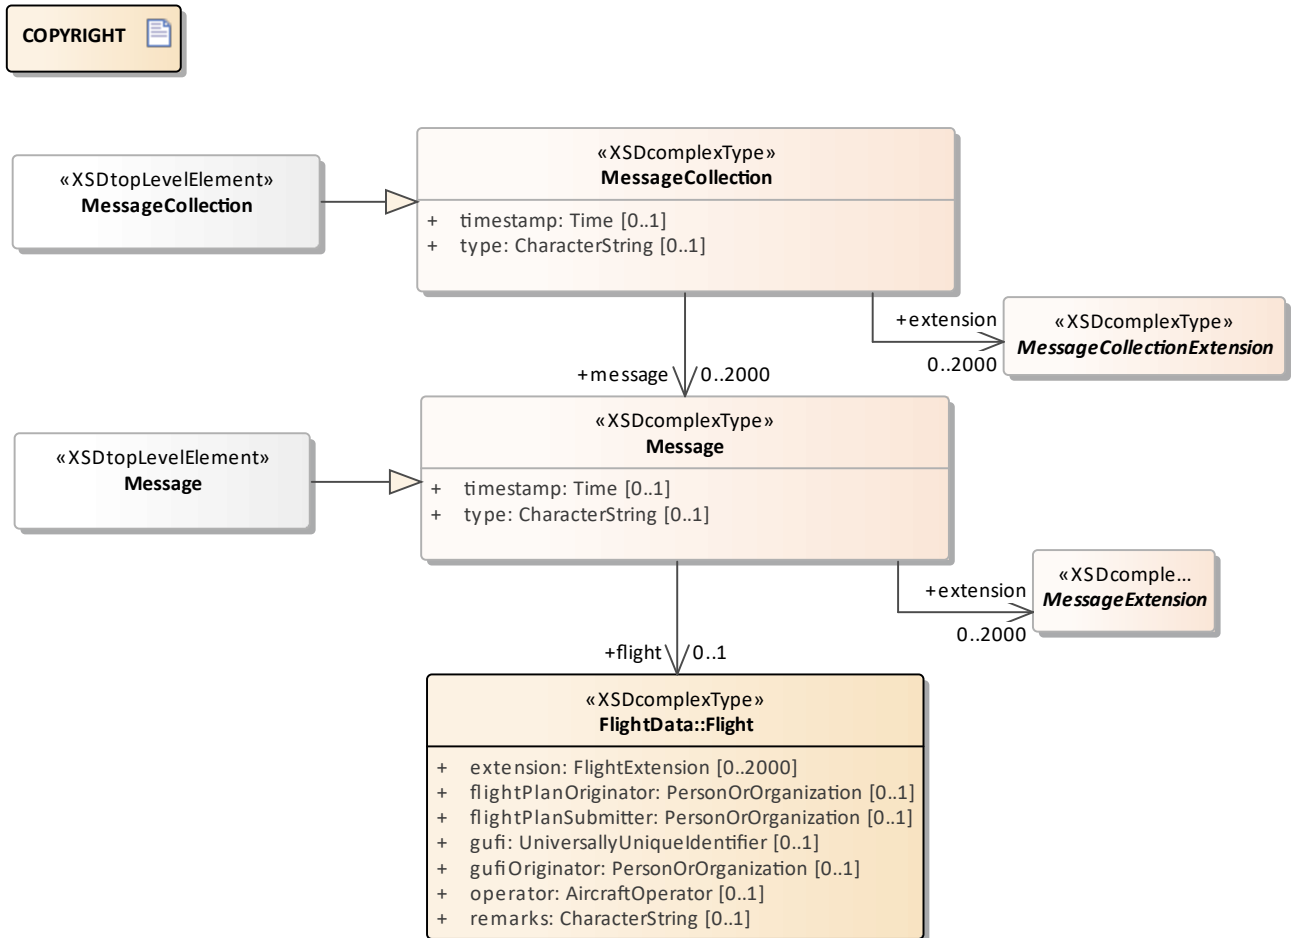 COPYRIGHT
«XSDtopLevelElement»
MessageCollection
«XSDcomplexType»
MessageCollection
+ timestamp: Time [0..1]
+ type: CharacterString [0..1]
+extension
0..2000
«XSDcomplexType»
MessageCollectionExtension
+message 0..2000
«XSDtopLevelElement»
Message
«XSDcomplexType»
Message
+ timestamp: Time [0..1]
+ type: CharacterString [0..1]
+extension
0..2000
«XSDcomple...
MessageExtension
+flight 0..1
«XSDcomplexType»
FlightData::Flight
+ extension: FlightExtension [0..2000]
+ flightPlanOriginator: PersonOrOrganization [0..1]
+ flightPlanSubmitter: PersonOrOrganization [0..1]
+ gufi: UniversallyUniqueIdentifier [0..1]
+ gufiOriginator: PersonOrOrganization [0..1]
+ operator: AircraftOperator [0..1]
+ remarks: CharacterString [0..1]